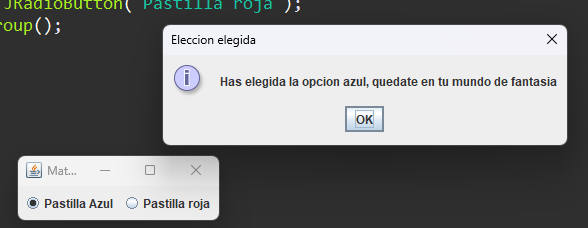 JRadioButton("Pastilla roja");
roup();
Eleccion elegida
Has elegida la opcion azul, quedate en tu mundo de fantasia
OK
Mat...
Pastilla Azul Pastilla roja